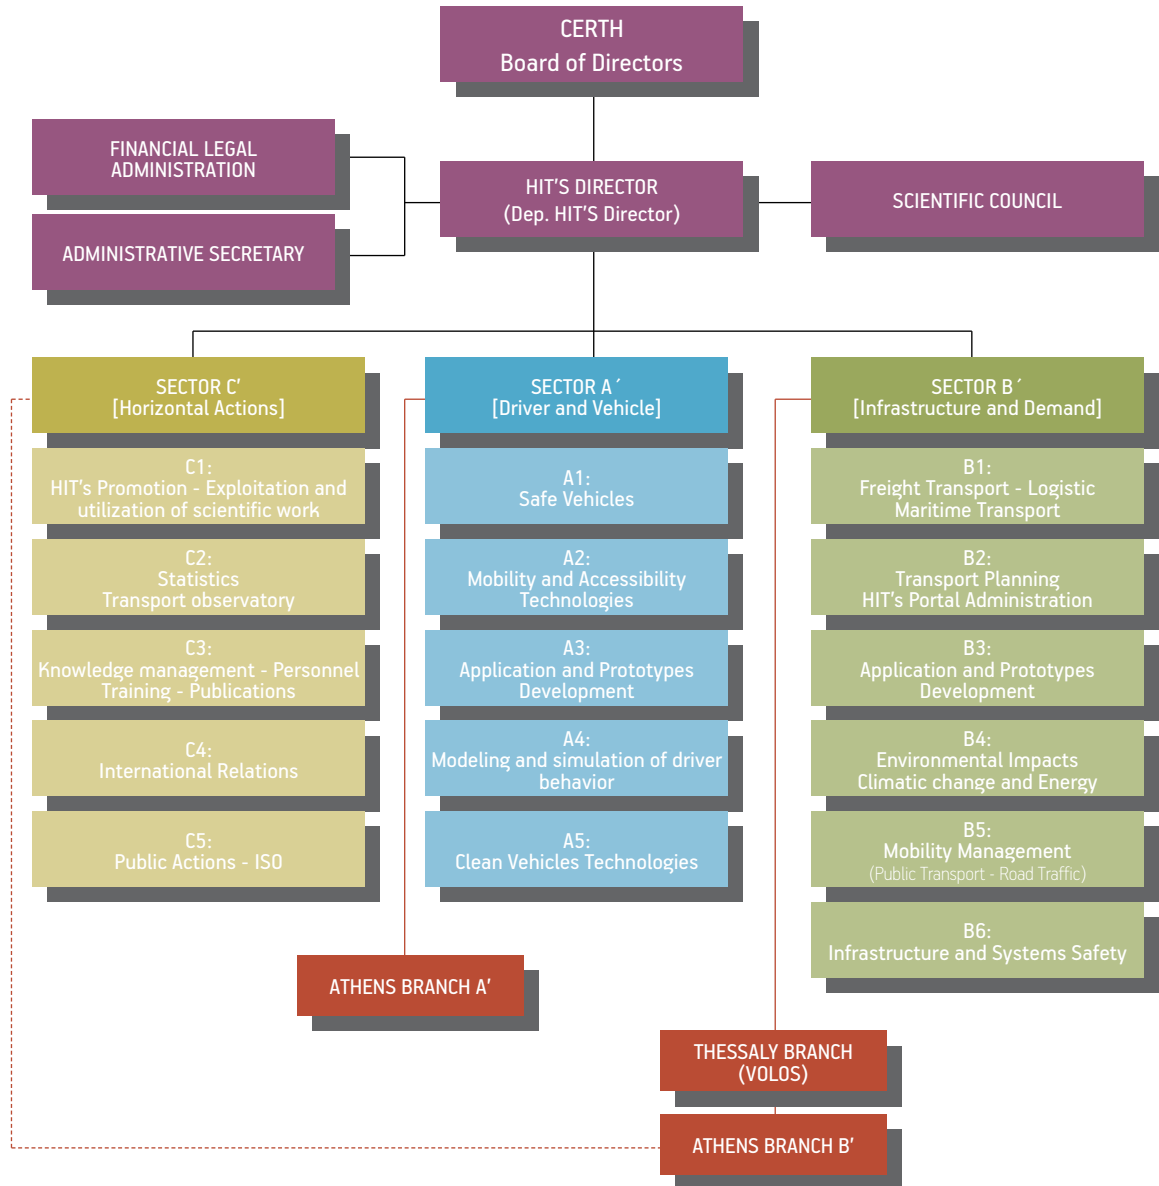 CERTH
Board of Directors
FINANCIAL LEGAL
ADMINISTRATION
HIT'S DIRECTOR
(Dep. HIT'S Director)
SCIENTIFIC COUNCIL
ADMINISTRATIVE SECRETARY
SECTOR C'
[Horizontal Actions]
C1:
HIT's Promotion - Exploitation and
utilization of scientific work
C2:
Statistics
Transport observatory
C3:
Knowledge management - Personnel
Training - Publications
C4:
International Relations
C5:
Public Actions - ISO
SECTOR A ´
[Driver and Vehicle]
A1:
Safe Vehicles
A2:
Mobility and Accessibility
Technologies
A3:
Application and Prototypes
Development
A4:
Modeling and simulation of driver
behavior
A5:
Clean Vehicles Technologies
SECTOR B ´
[Infrastructure and Demand]
B1:
Freight Transport - Logistic
Maritime Transport
B2:
Transport Planning
HIT's Portal Administration
B3:
Application and Prototypes
Development
B4:
Environmental Impacts
Climatic change and Energy
B5:
Mobility Management
(Public Transport - Road Traffic)
B6:
Infrastructure and Systems Safety
ATHENS BRANCH A'
THESSALY BRANCH
(VOLOS)
ATHENS BRANCH B'